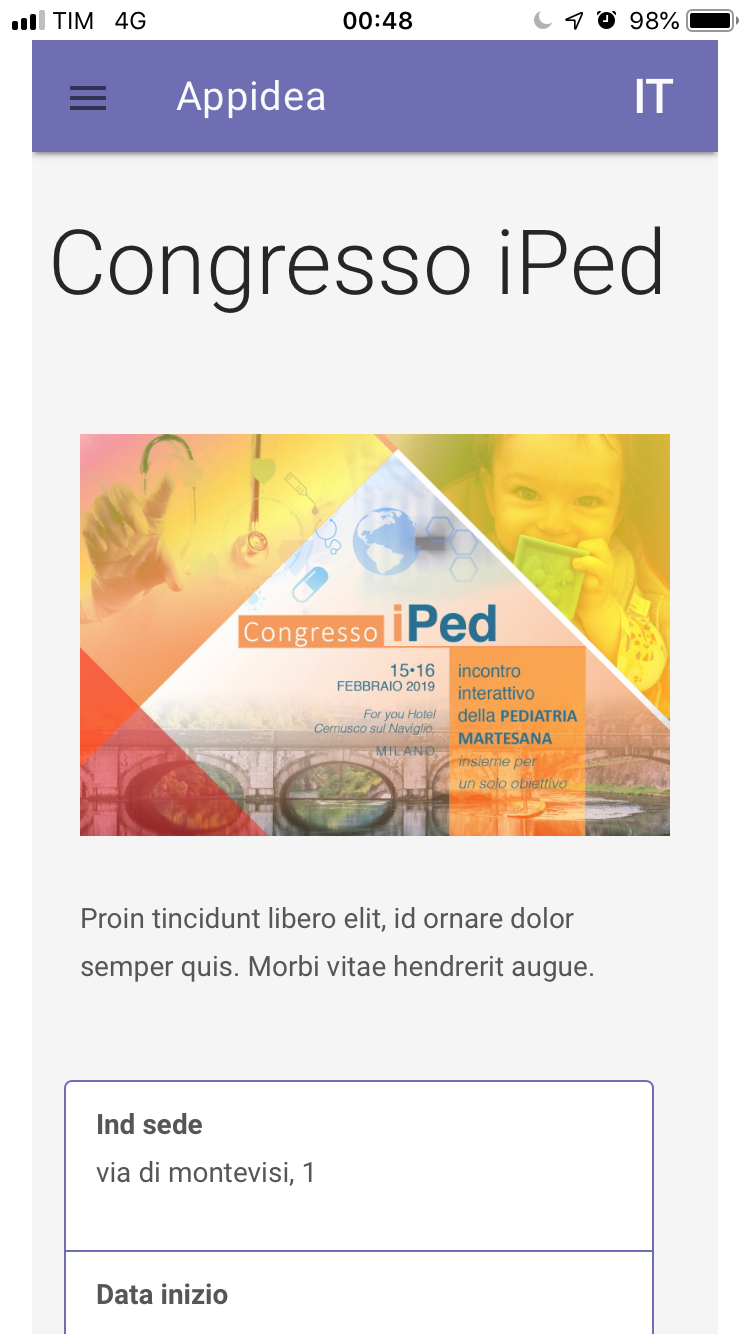 TIM 4G 00:48 98%
Appidea IT
Congresso iPed
Congresso iPed
15•16
FEBBRAIO 2019
For you Hotel
Cernusco sul Naviglio,
MILANO
incontro
interattivo
della PEDIATRIA
MARTESANA
insieme per
un solo obiettivo
Proin tincidunt libero elit, id ornare dolor
semper quis. Morbi vitae hendrerit augue.
Ind sede
via di montevisi, 1
Data inizio